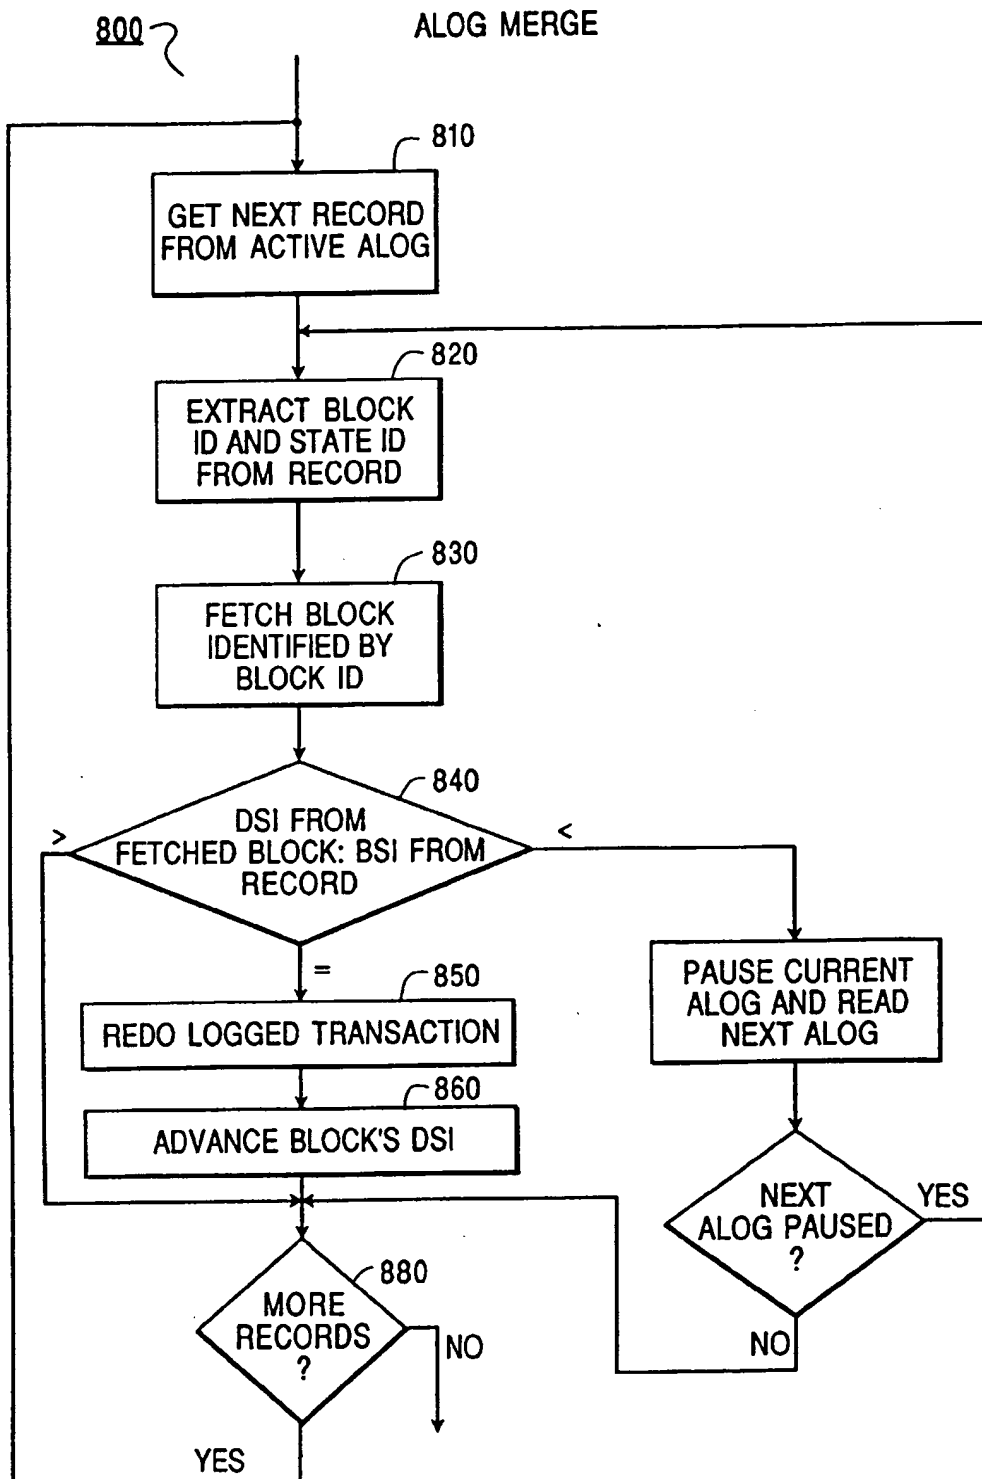 800
ALOG MERGE
810
GET NEXT RECORD
FROM ACTIVE ALOG
820
EXTRACT BLOCK
ID AND STATE ID
FROM RECORD
830
FETCH BLOCK
IDENTIFIED BY
BLOCK ID
840
DSI FROM
FETCHED BLOCK: BSI FROM
RECORD
>
<
=
850
REDO LOGGED TRANSACTION
860
ADVANCE BLOCK'S DSI
PAUSE CURRENT
ALOG AND READ
NEXT ALOG
NEXT
ALOG PAUSED
?
YES
NO
880
MORE
RECORDS
?
NO
YES